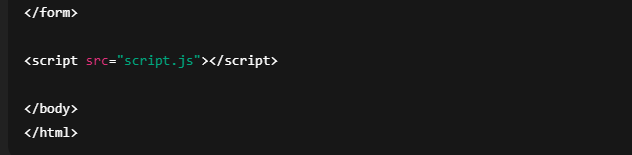 </form>
<script src="script.js"></script>
</body>
</html>